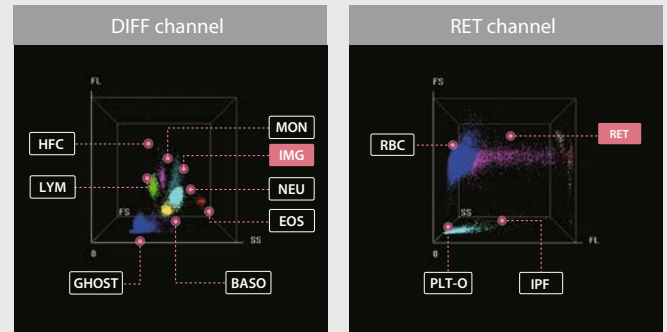 DIFF channel
FL
HFC
MON
IMG
LYM
NEU
FS
EOS
SS
0
GHOST
BASO
RET channel
FS
RET
RBC
SS
FL
0
PLT-O
IPF